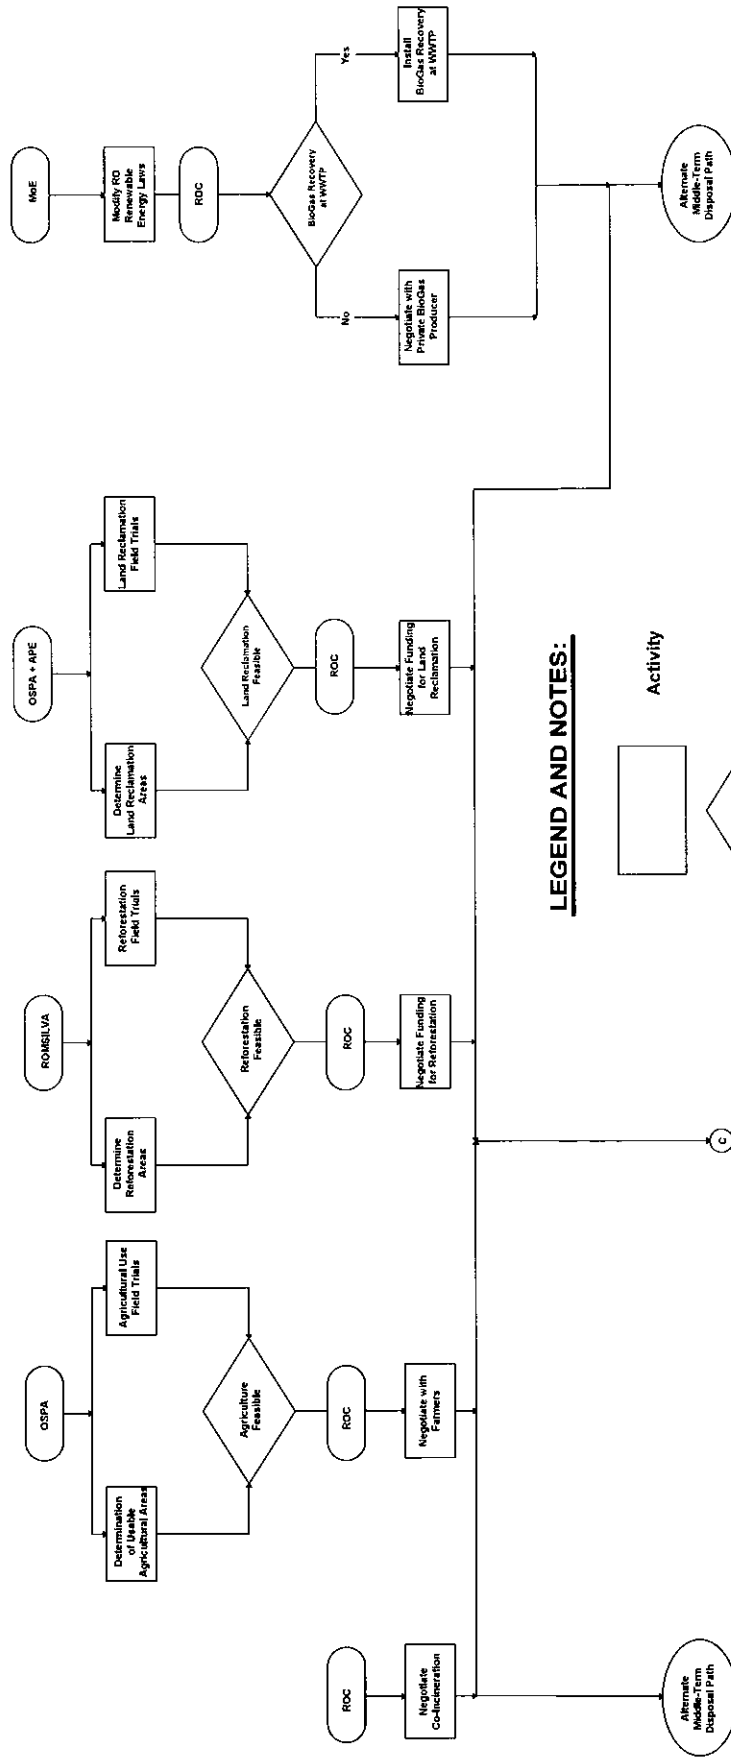 ROC
Negotiate
Co-Incineration
Alternate
Middle-Term
Disposal Path
OSPA
Determination
of Usable
Agricultural Areas
Agricultural Use
Field Trials
Agriculture
Feasible
ROC
Negotiate with
Farmers
ROMSILVA
Determine
Reforestation
Areas
Reforestation
Field Trials
Reforestation
Feasible
ROC
Negotiate Funding
for Reforestation
C
OSPA + APE
Determine
Land Reclamation
Areas
Land Reclamation
Field Trials
Land Reclamation
Feasible
ROC
Negotiate Funding
for Land
Reclamation
MoE
Modify RO
Renewable
Energy Laws
ROC
BioGas Recovery
at WWTP
No
Yes
Negotiate with
Private BioGas
Producer
Install
BioGas Recovery
at WWTP
Alternate
Middle-Term
Disposal Path
LEGEND AND NOTES:
Activity